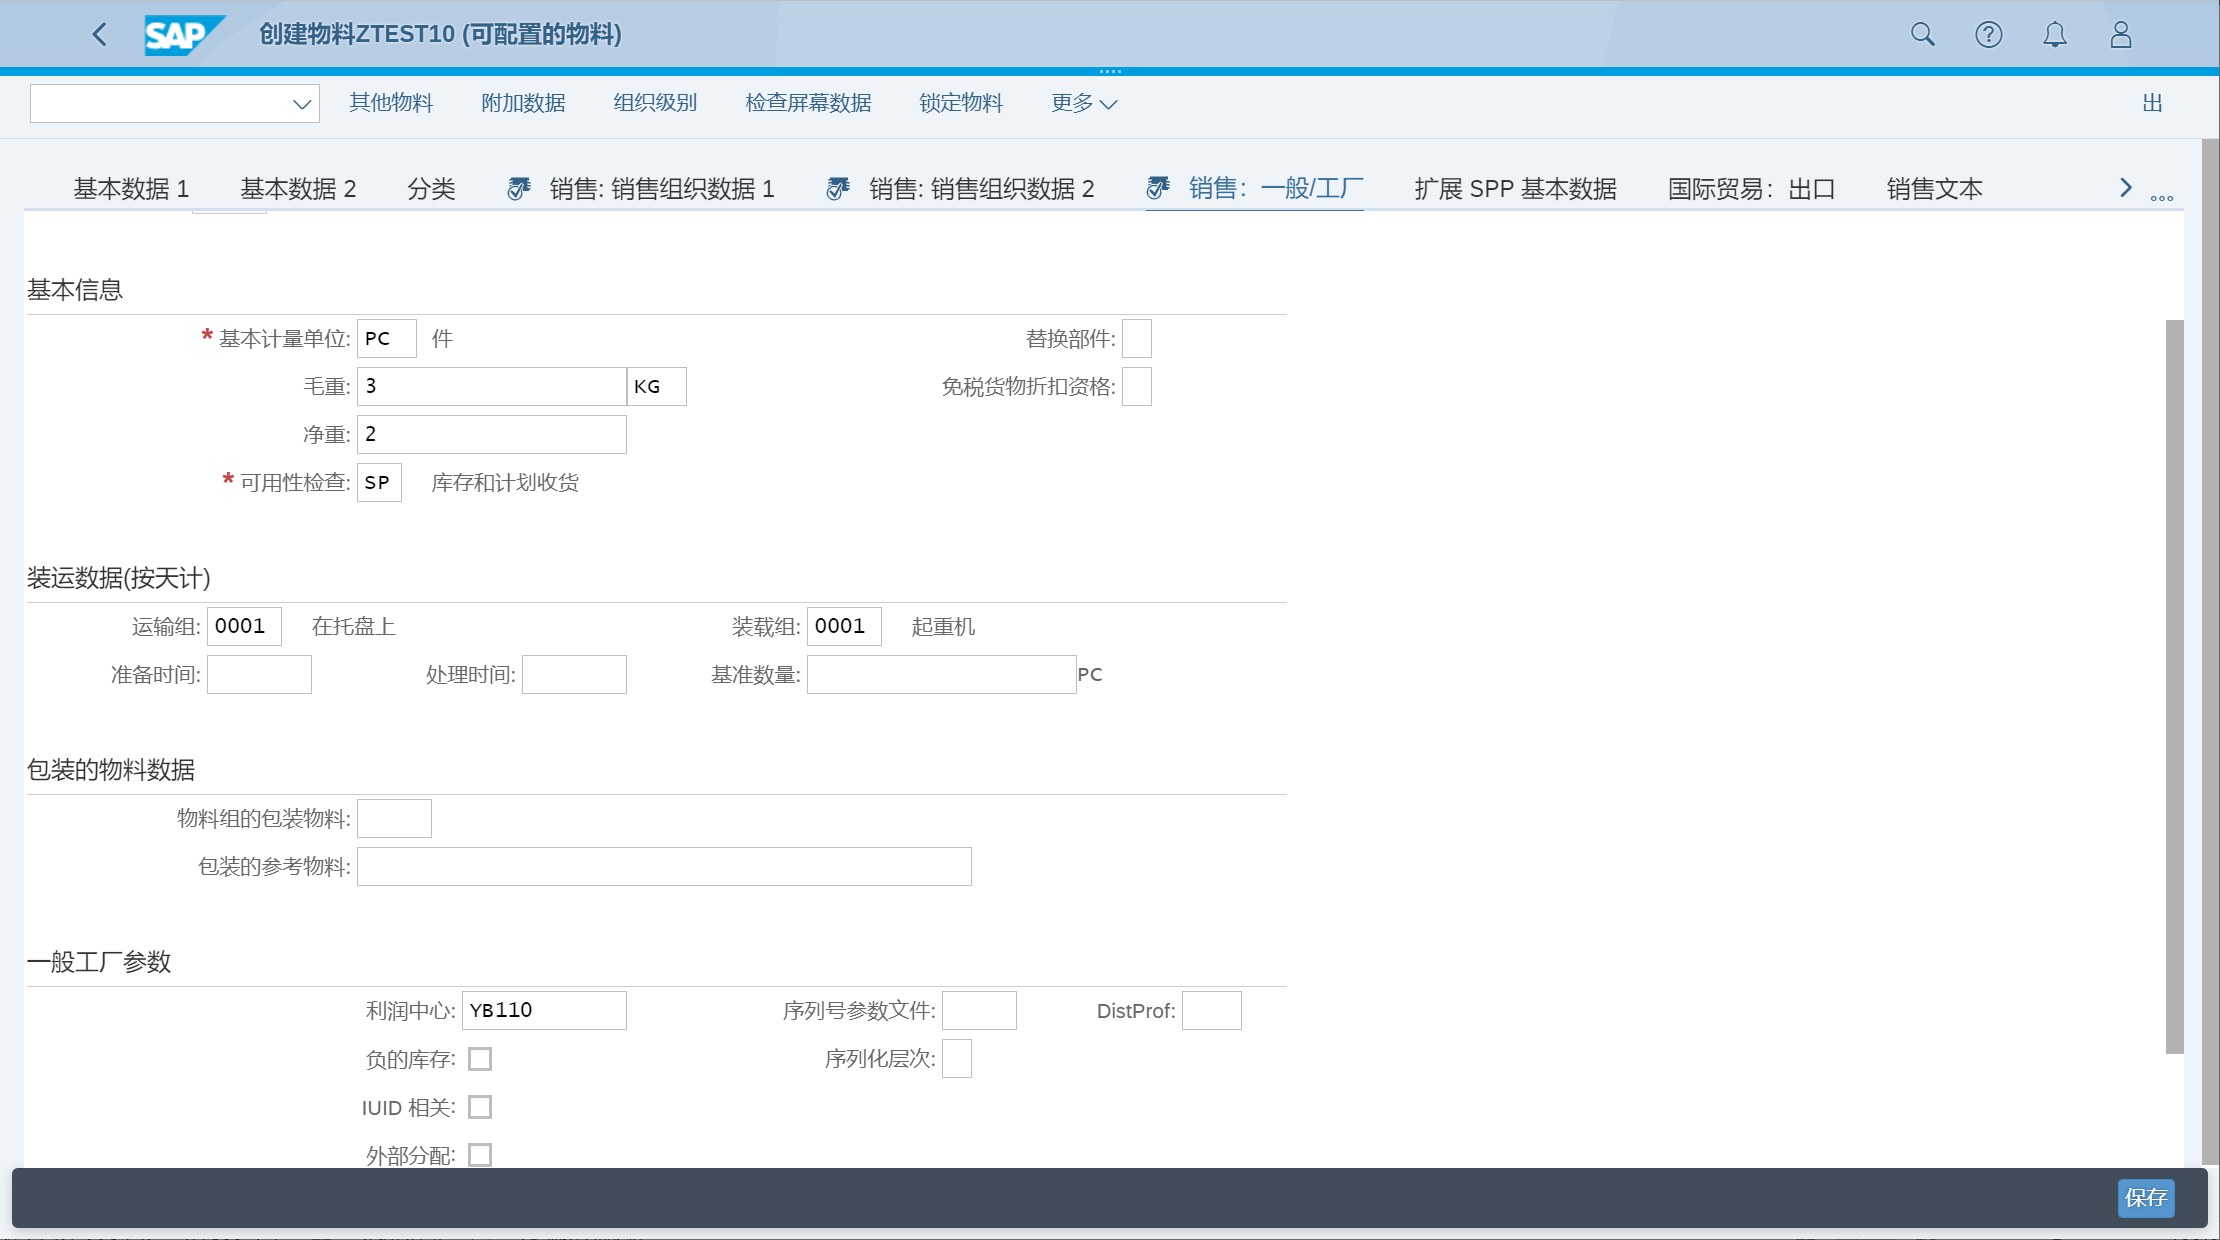 SAP 创建物料ZTEST10 (可配置的物料)
其他物料 附加数据 组织级别 检查屏幕数据 锁定物料 更多 出
基本数据 1 基本数据 2 分类 销售: 销售组织数据 1 销售: 销售组织数据 2 销售：一般/工厂 扩展 SPP 基本数据 国际贸易：出口 销售文本
基本信息
* 基本计量单位: PC 件 替换部件:
毛重: 3 KG 免税货物折扣资格:
净重: 2
* 可用性检查: SP 库存和计划收货
装运数据(按天计)
运输组: 0001 在托盘上 装载组: 0001 起重机
准备时间: 处理时间: 基准数量: PC
包装的物料数据
物料组的包装物料:
包装的参考物料:
一般工厂参数
利润中心: YB110 序列号参数文件: DistProf:
负的库存: 序列化层次:
IUID 相关:
外部分配:
保存